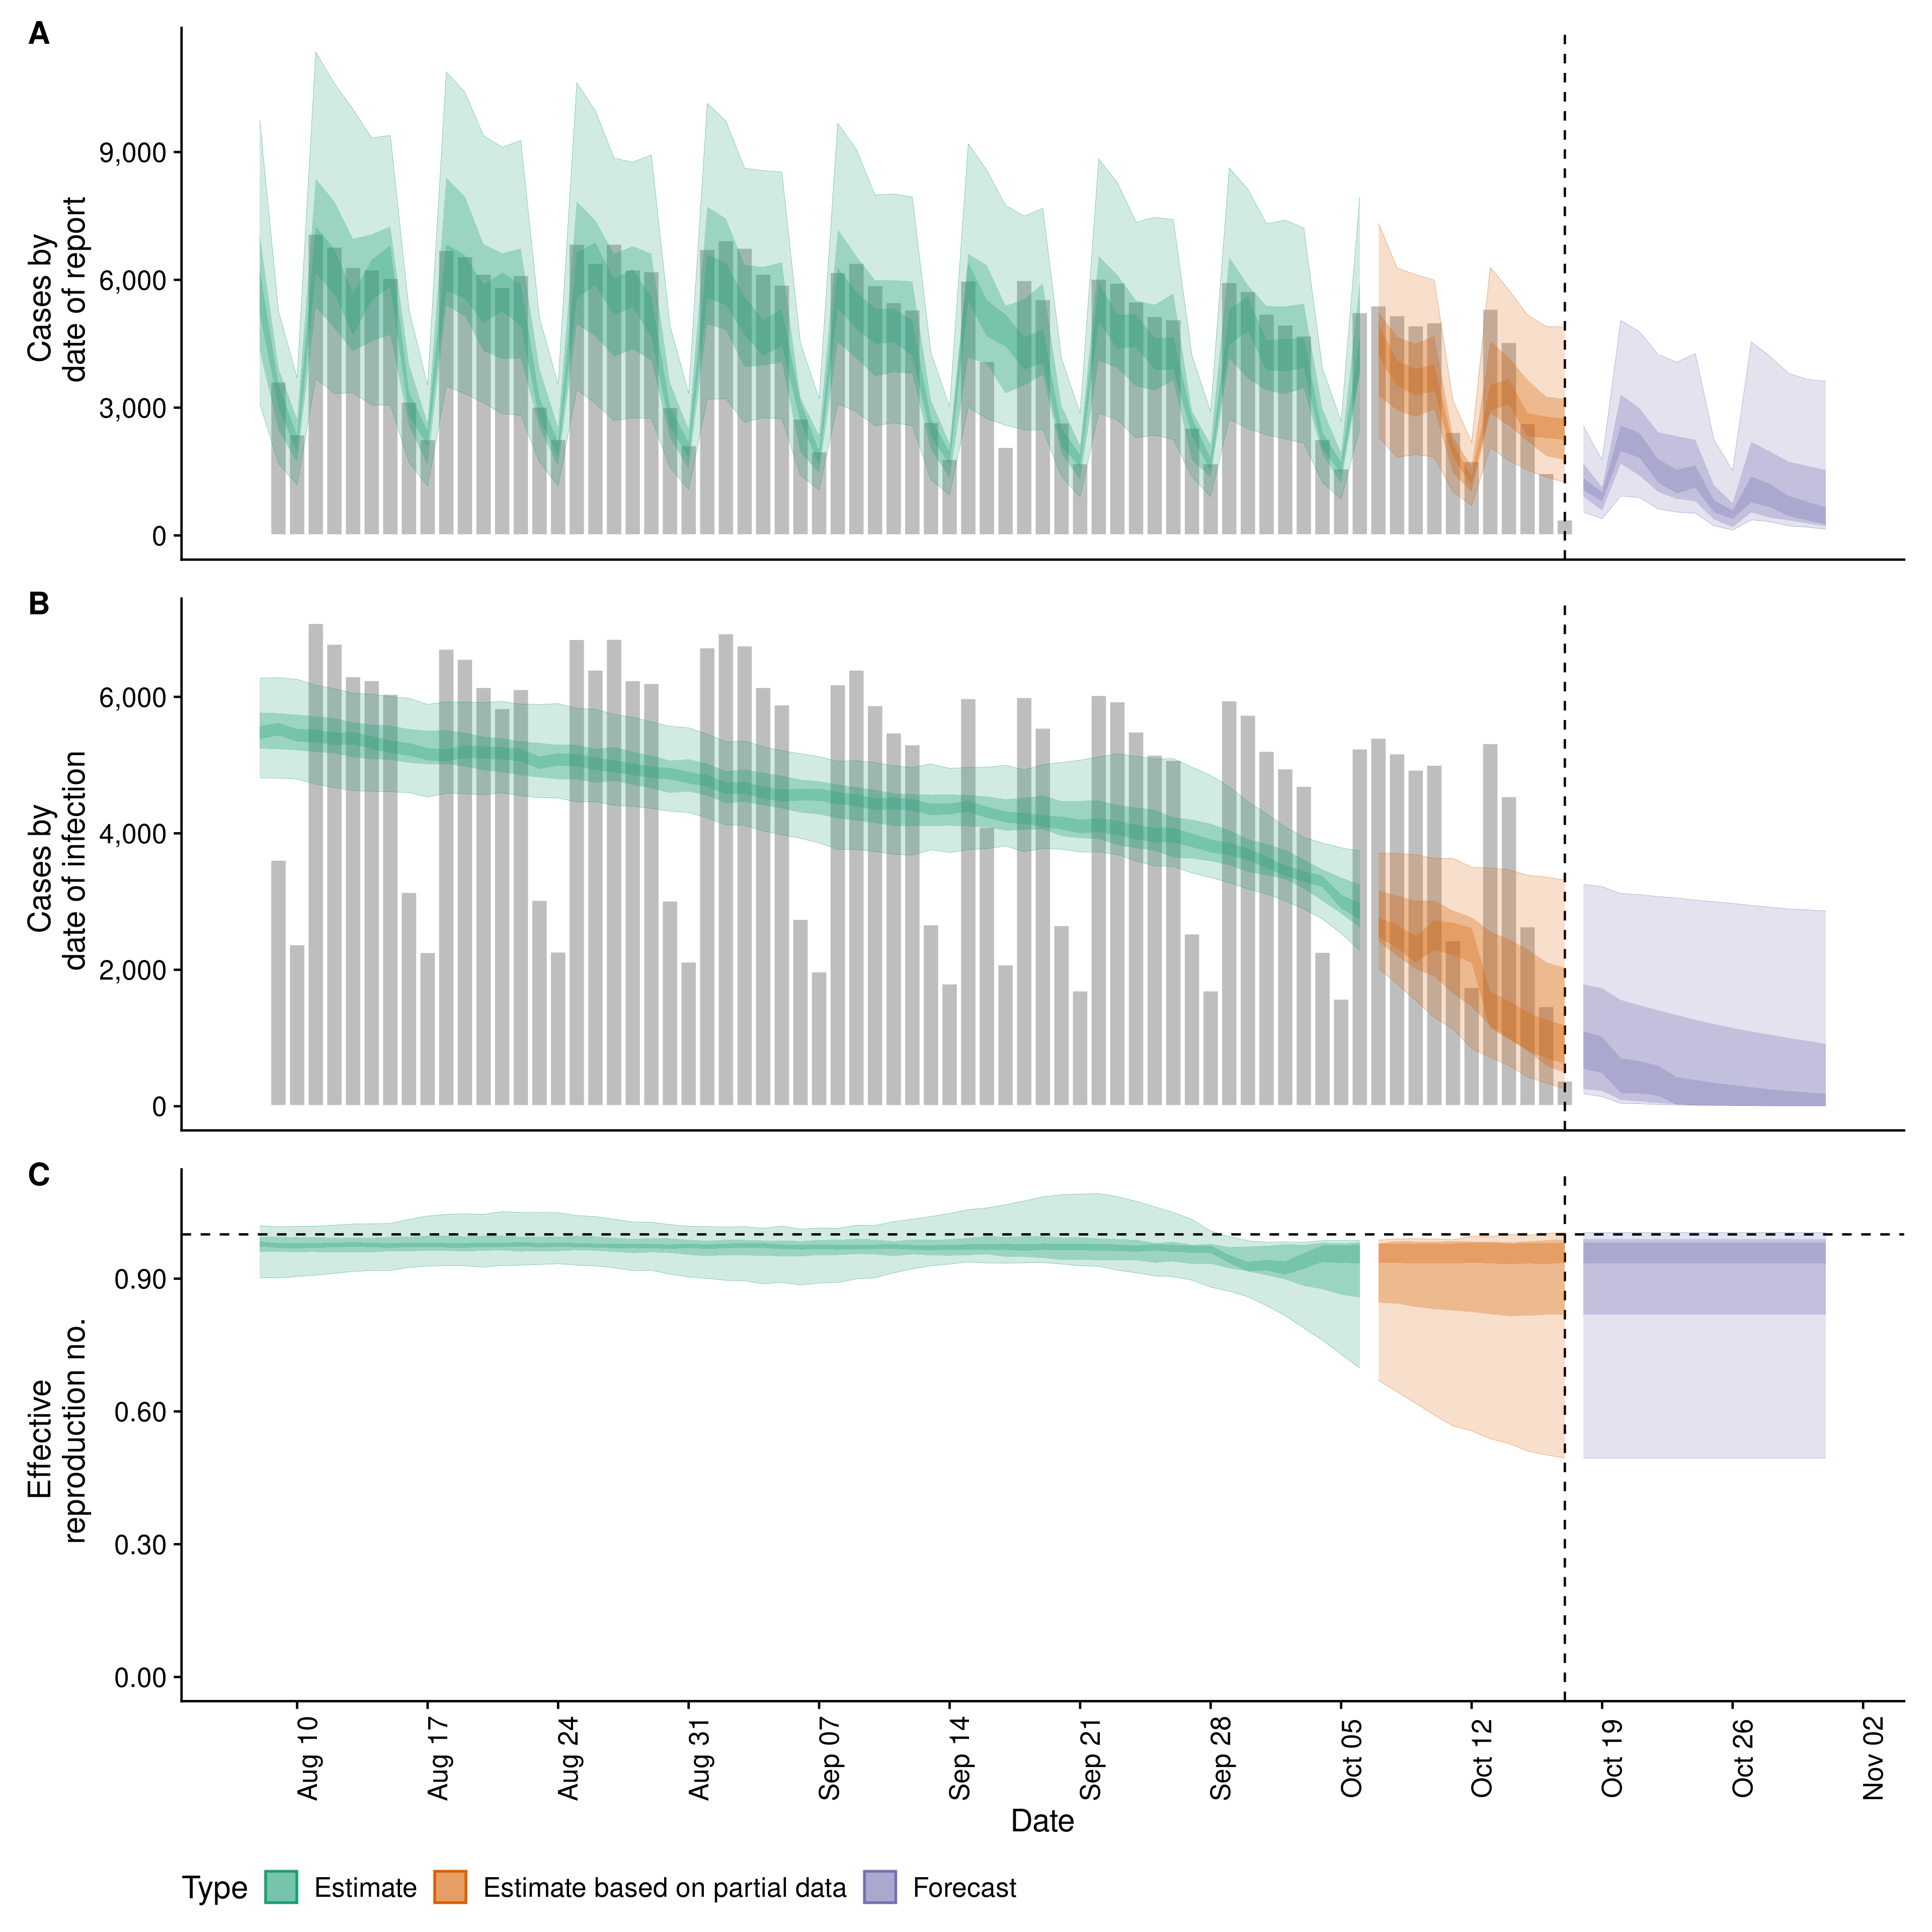 A
Cases by
date of report
9,000
6,000
3,000
0
B
Cases by
date of infection
6,000
4,000
2,000
0
C
Effective
reproduction no.
0.90
0.60
0.30
0.00
Aug 10
Aug 17
Aug 24
Aug 31
Sep 07
Sep 14
Sep 21
Sep 28
Oct 05
Oct 12
Oct 19
Oct 26
Nov 02
Date
Type
Estimate
Estimate based on partial data
Forecast